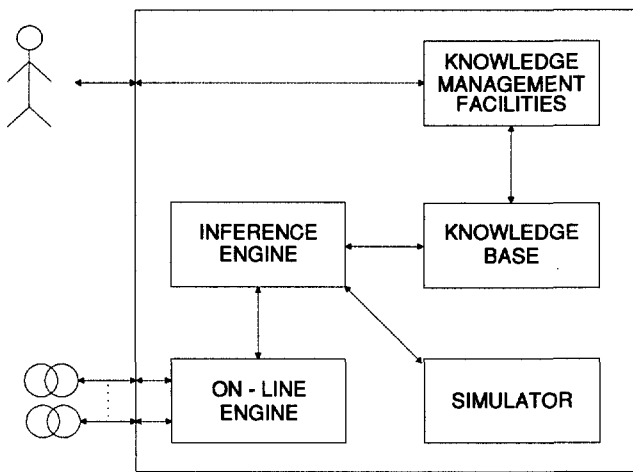 KNOWLEDGE
MANAGEMENT
FACILITIES
INFERENCE
ENGINE
KNOWLEDGE
BASE
ON - LINE
ENGINE
SIMULATOR